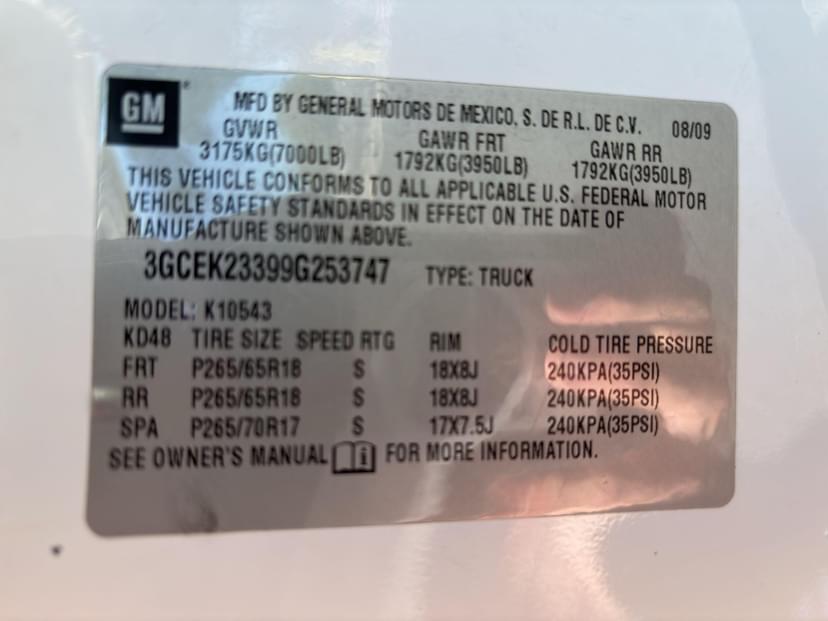 GM® MFD BY GENERAL MOTORS DE MEXICO, S. DE R.L. DE C.V. 08/09
GVWR GAWR FRT GAWR RR
3175KG(7000LB) 1792KG(3950LB) 1792KG(3950LB)
THIS VEHICLE CONFORMS TO ALL APPLICABLE U.S. FEDERAL MOTOR
VEHICLE SAFETY STANDARDS IN EFFECT ON THE DATE OF
MANUFACTURE SHOWN ABOVE.
3GCEK23399G253747 TYPE: TRUCK
MODEL: K10543
KD48 TIRE SIZE SPEED RTG RIM COLD TIRE PRESSURE
FRT P265/65R18 S 18X8J 240KPA(35PSI)
RR P265/65R18 S 18X8J 240KPA(35PSI)
SPA P265/70R17 S 17X7.5J 240KPA(35PSI)
SEE OWNER'S MANUAL i FOR MORE INFORMATION.